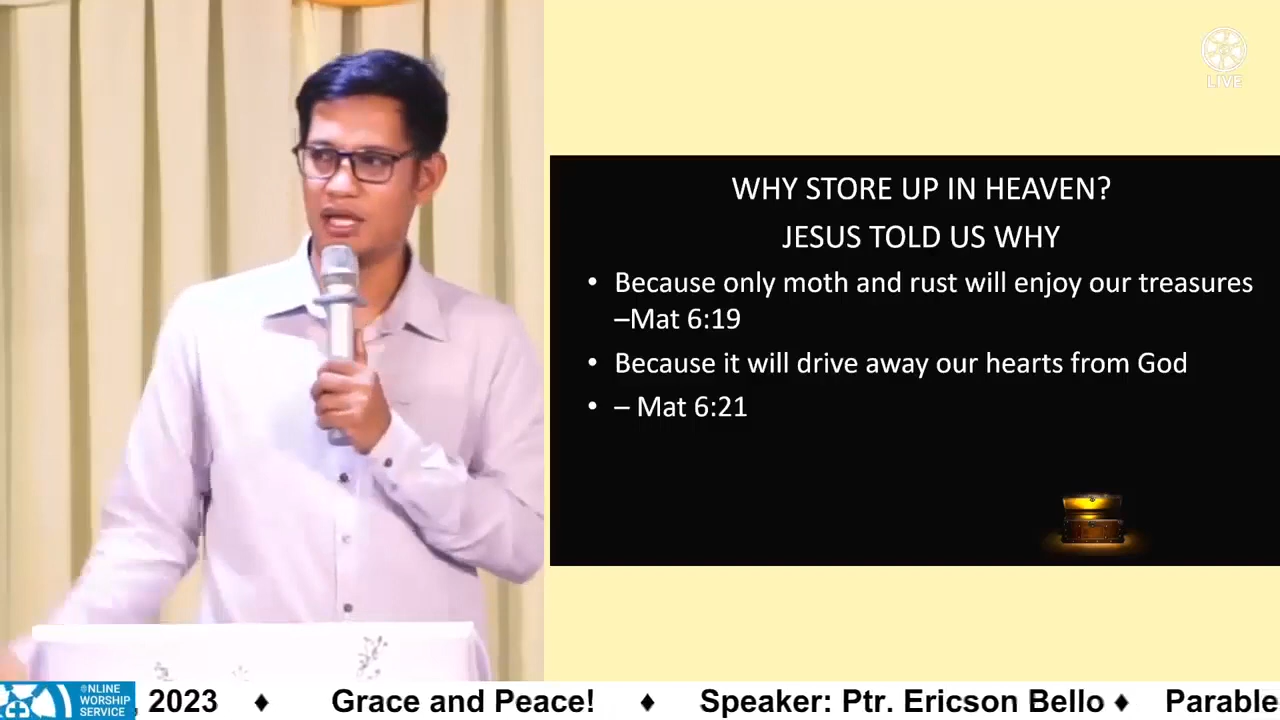 LIVE
WHY STORE UP IN HEAVEN?
JESUS TOLD US WHY
• Because only moth and rust will enjoy our treasures
–Mat 6:19
• Because it will drive away our hearts from God
• – Mat 6:21
ONLINE
WORSHIP
SERVICE
, 2023 ♦ Grace and Peace! ♦ Speaker: Ptr. Ericson Bello ♦ Parable